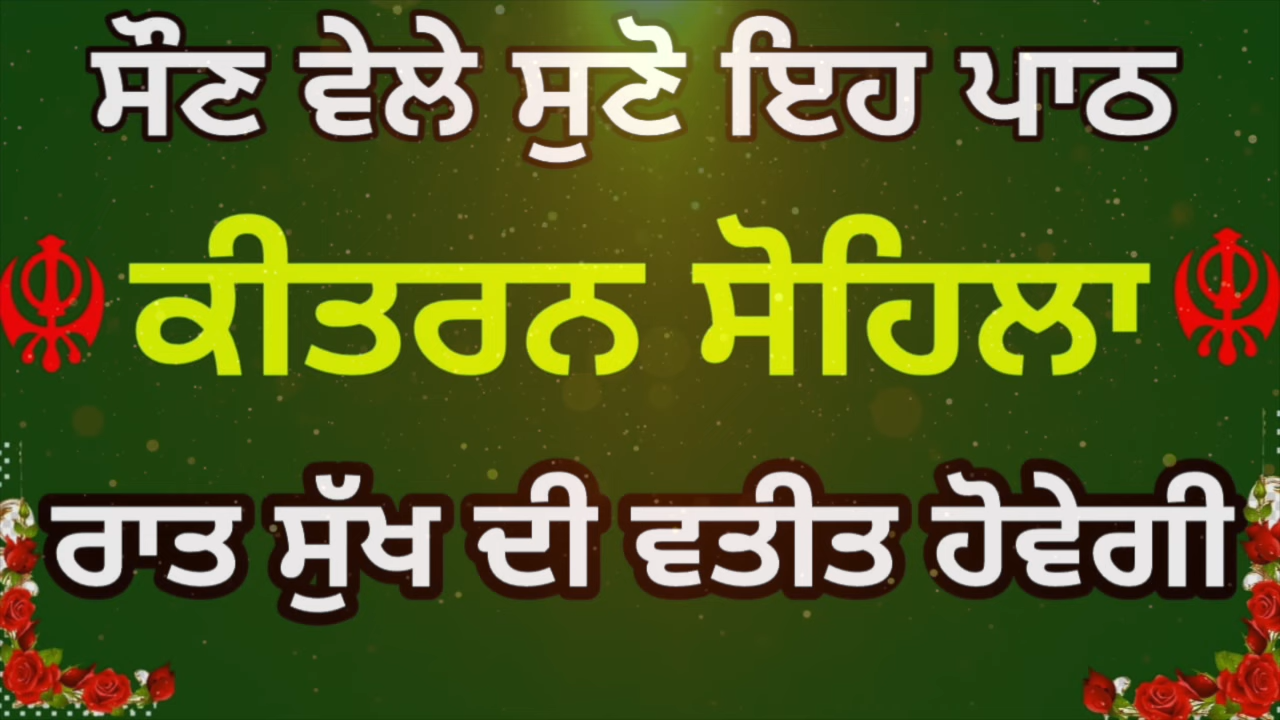 ਸੌਣ ਵੇਲੇ ਸੁਣੋ ਇਹ ਪਾਠ
ਕੀਤਰਨ ਸੋਹਿਲਾ
ਰਾਤ ਸੁੱਖ ਦੀ ਵਤੀਤ ਹੋਵੇਗੀ